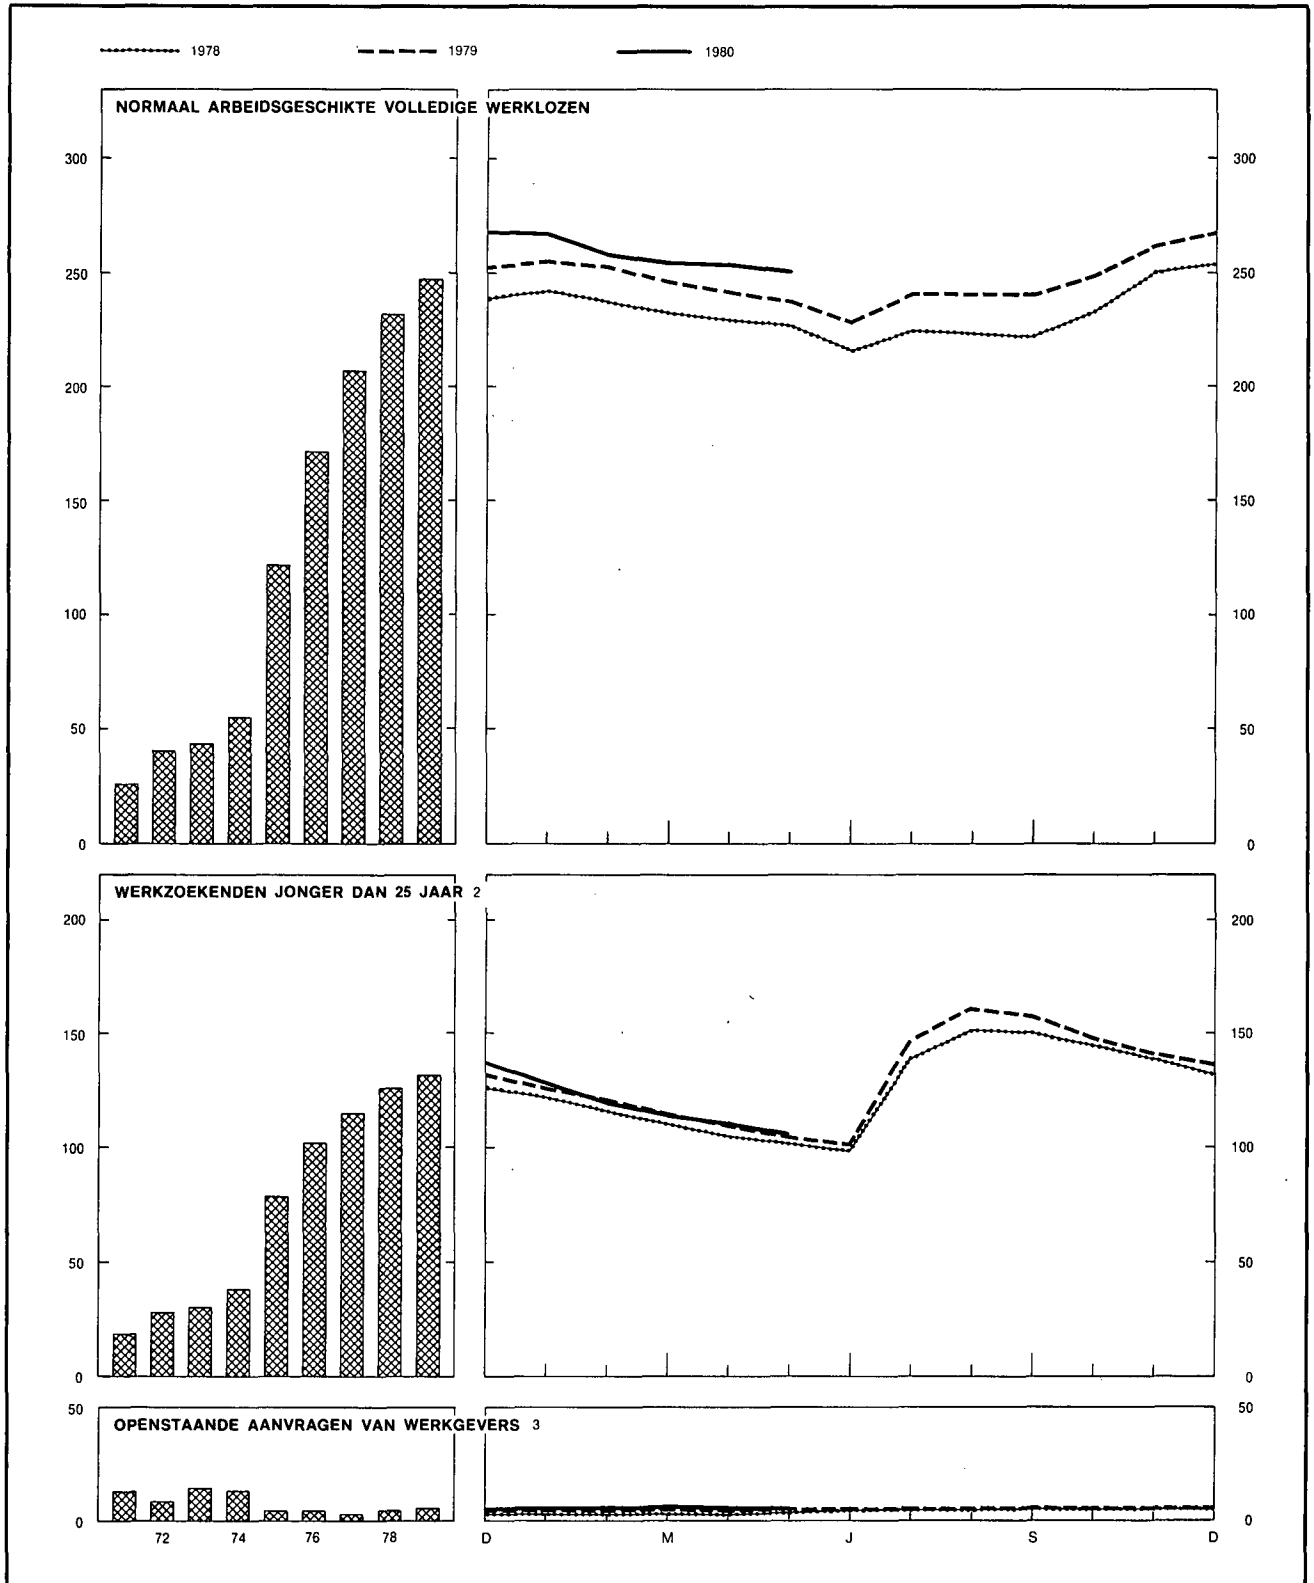 1978 1979 1980
NORMAAL ARBEIDSGESCHIKTE VOLLEDIGE WERKLOZEN
300 300
250 250
200 200
150 150
100 100
50 50
0 0
WERKZOEKENDEN JONGER DAN 25 JAAR 2
200 200
150 150
100 100
50 50
0 0
50 50
OPENSTAANDE AANVRAGEN VAN WERKGEVERS 3
0 0
72 74 76 78 D M J S D